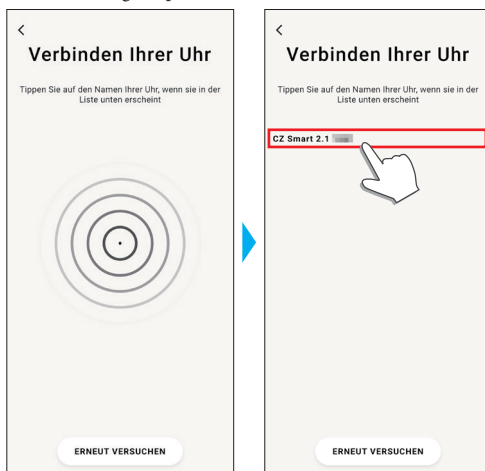 Verbinden Ihrer Uhr
Tippen Sie auf den Namen Ihrer Uhr, wenn sie in der
Liste unten erscheint
ERNEUT VERSUCHEN
Verbinden Ihrer Uhr
Tippen Sie auf den Namen Ihrer Uhr, wenn sie in der
Liste unten erscheint
CZ Smart 2.1
ERNEUT VERSUCHEN